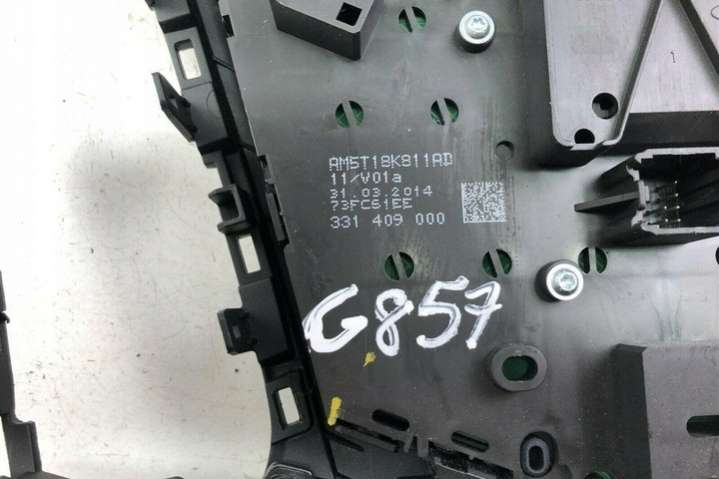 AM5T18K811AD
11/V01a
31.03.2014
73FC61EE
331 409 000
G857